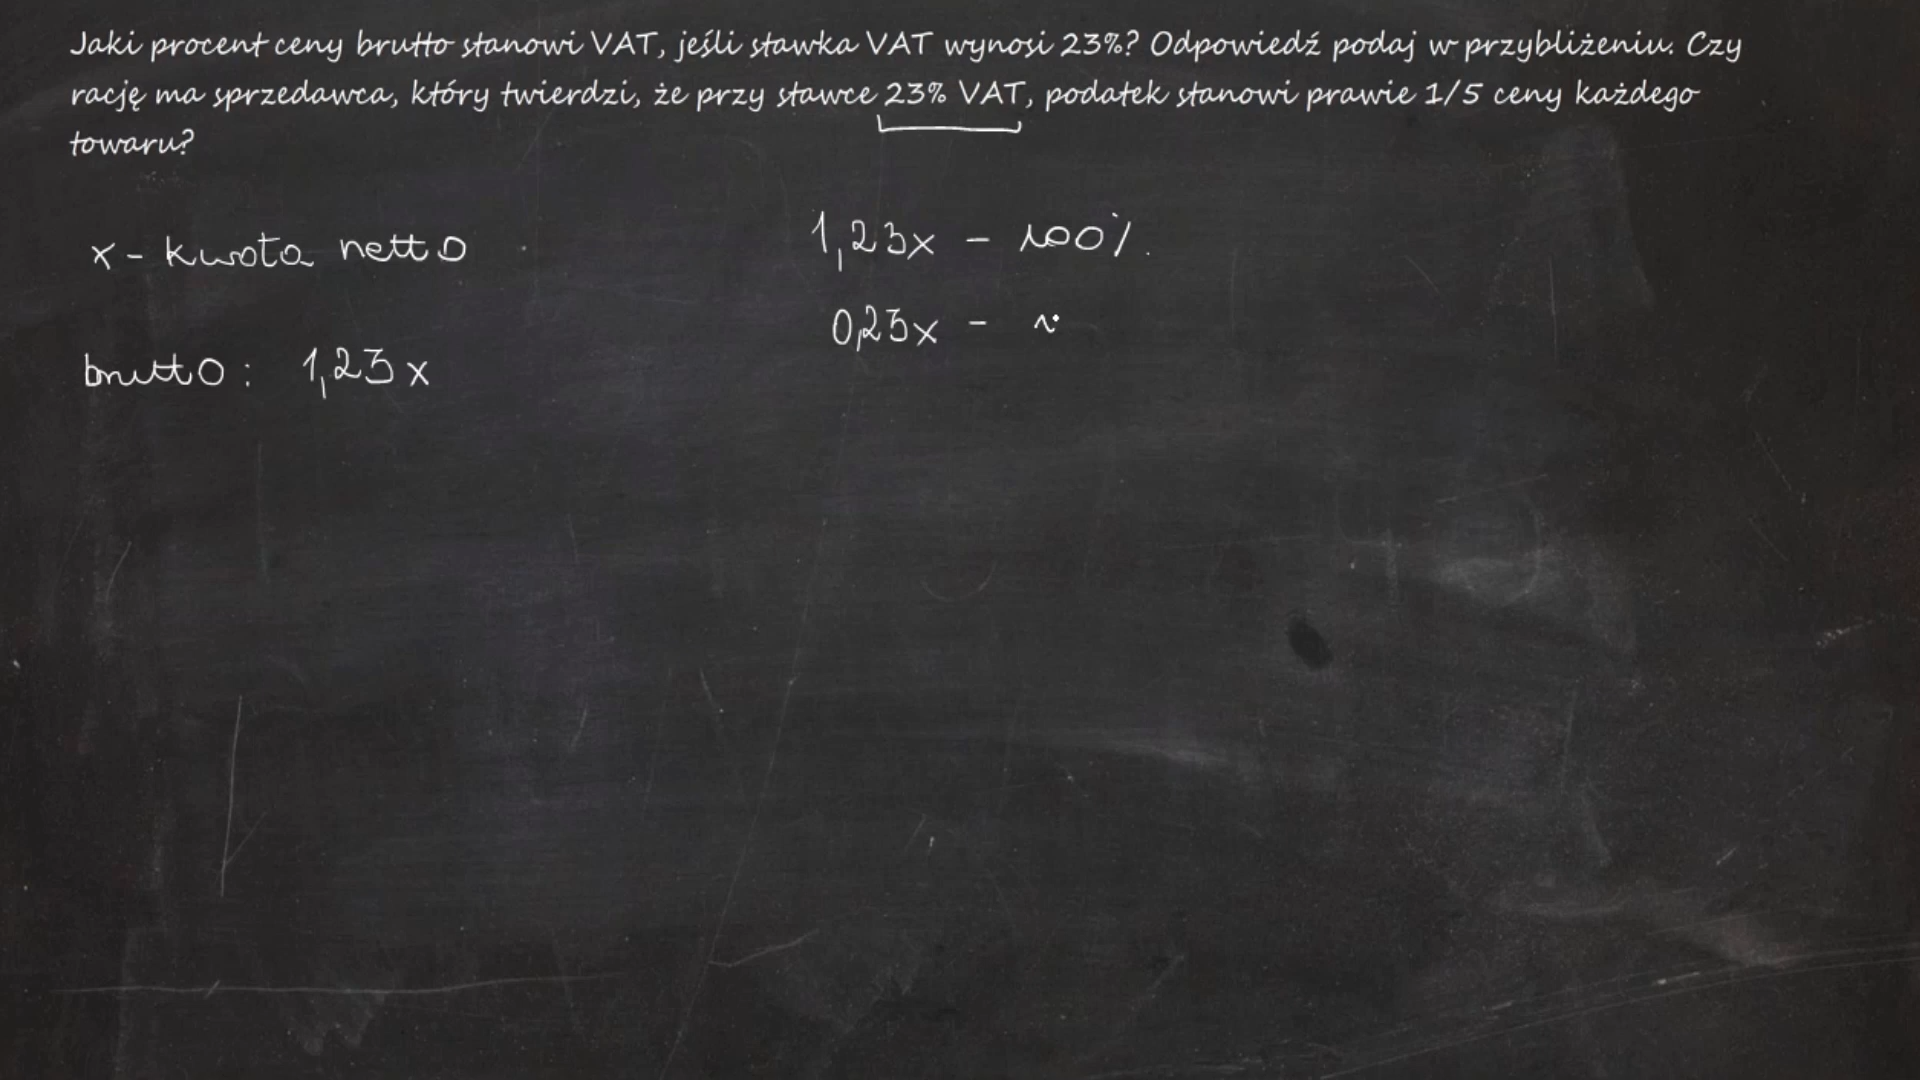 Jaki procent ceny brutto stanowi VAT, jeśli stawka VAT wynosi 23%? Odpowiedź podaj w przybliżeniu. Czy
rację ma sprzedawca, który twierdzi, że przy stawce 23% VAT, podatek stanowi prawie 1/5 ceny każdego
towaru?
x - kwota netto
brutto: 1,23x
1,23x - 100%
0,23x -